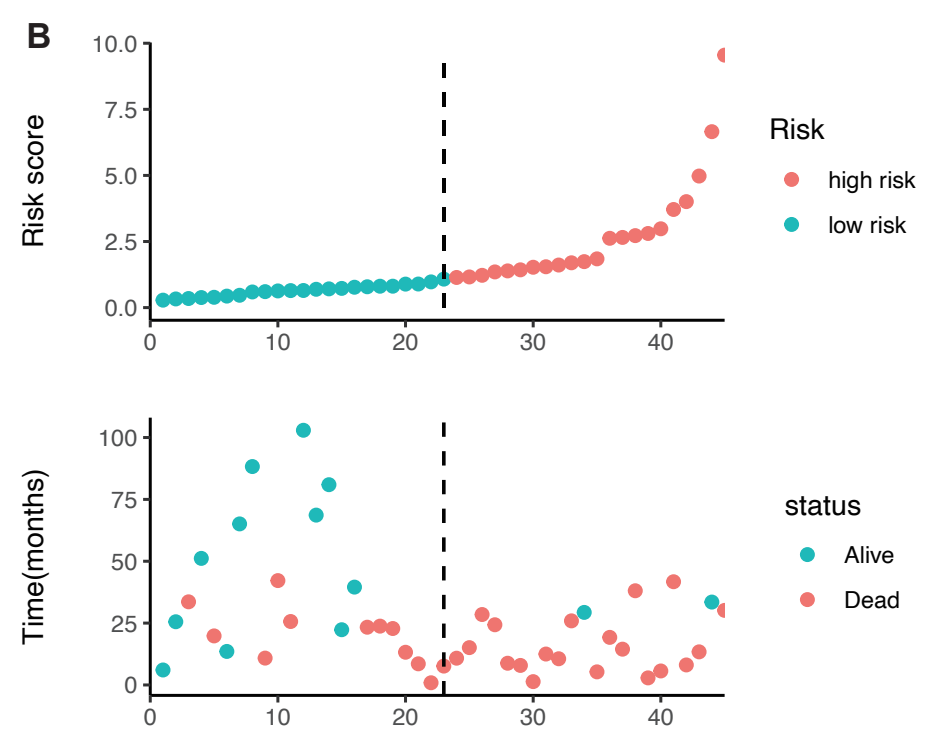 B
Risk score
10.0
7.5
5.0
2.5
0.0
0 10 20 30 40
Risk
high risk
low risk
Time(months)
100
75
50
25
0
0 10 20 30 40
status
Alive
Dead